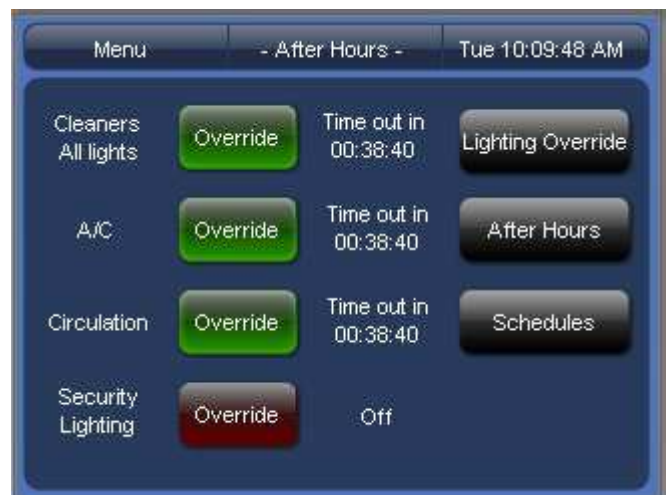 Menu - After Hours - Tue 10:09:48 AM
Cleaners
All lights
Override
Time out in
00:38:40
Lighting Override
A/C
Override
Time out in
00:38:40
After Hours
Circulation
Override
Time out in
00:38:40
Schedules
Security
Lighting
Override
Off